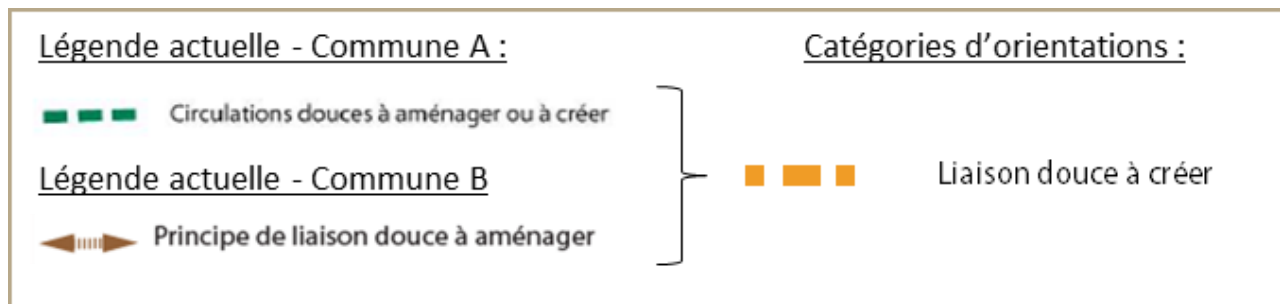 Légende actuelle - Commune A :
Circulations douces à aménager ou à créer
Légende actuelle - Commune B
Principe de liaison douce à aménager
Catégories d'orientations :
Liaison douce à créer